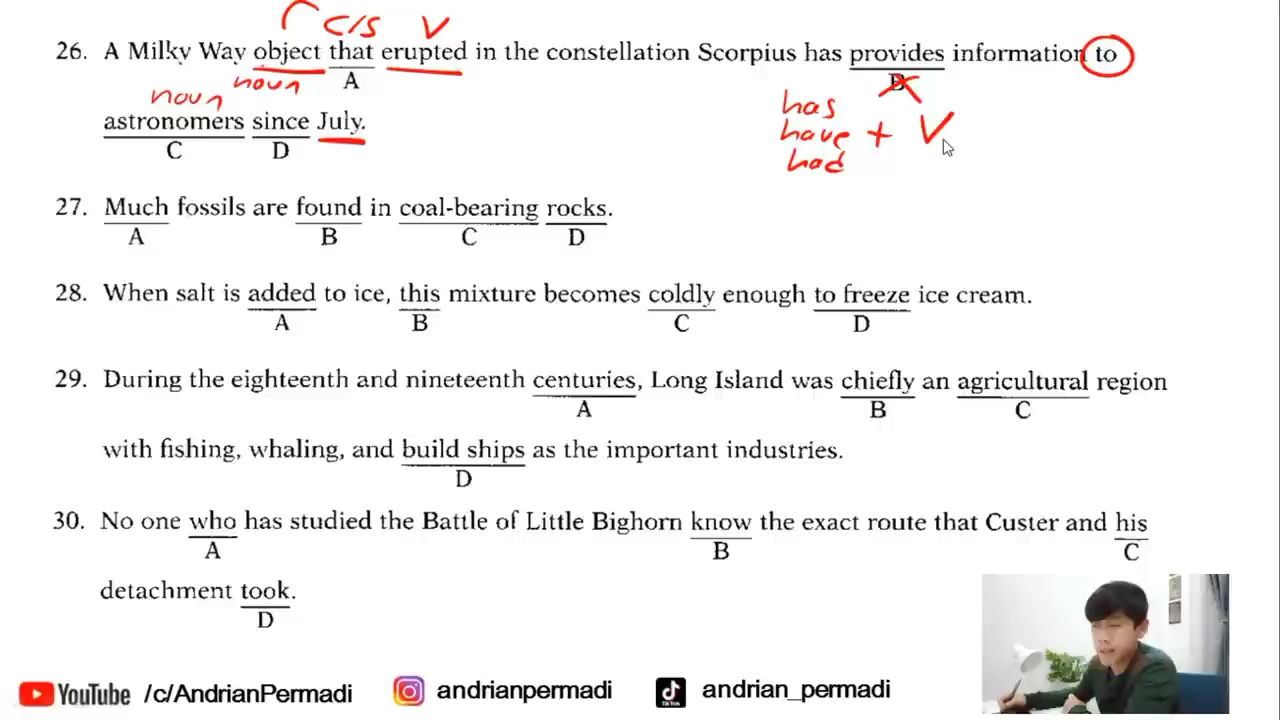 C/S V
26. A Milky Way object that erupted in the constellation Scorpius has provides information to
noun noun A B
astronomers since July.
C D
has
have + V
had
27. Much fossils are found in coal-bearing rocks.
A B C D
28. When salt is added to ice, this mixture becomes coldly enough to freeze ice cream.
A B C D
29. During the eighteenth and nineteenth centuries, Long Island was chiefly an agricultural region
A B C
with fishing, whaling, and build ships as the important industries.
D
30. No one who has studied the Battle of Little Bighorn know the exact route that Custer and his
A B C
detachment took.
D
YouTube /c/AndrianPermadi andrianpermadi TikTok andrian_permadi